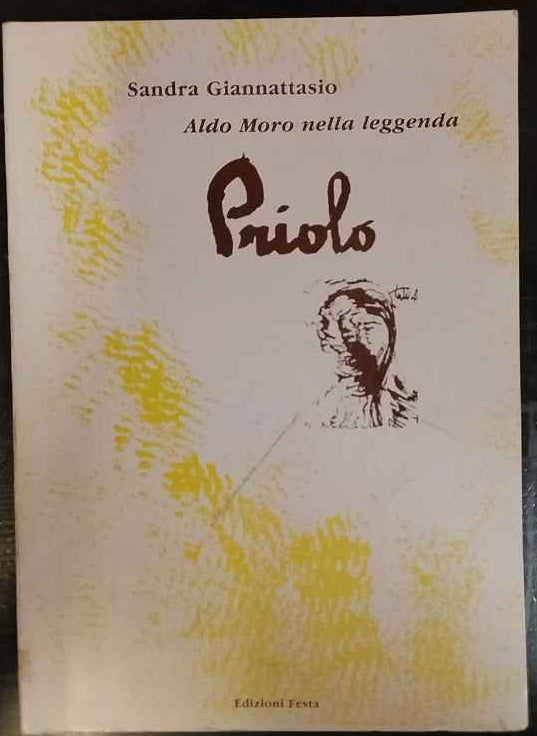 Sandra Giannattasio
Aldo Moro nella leggenda
Priolo
Edizioni Festa